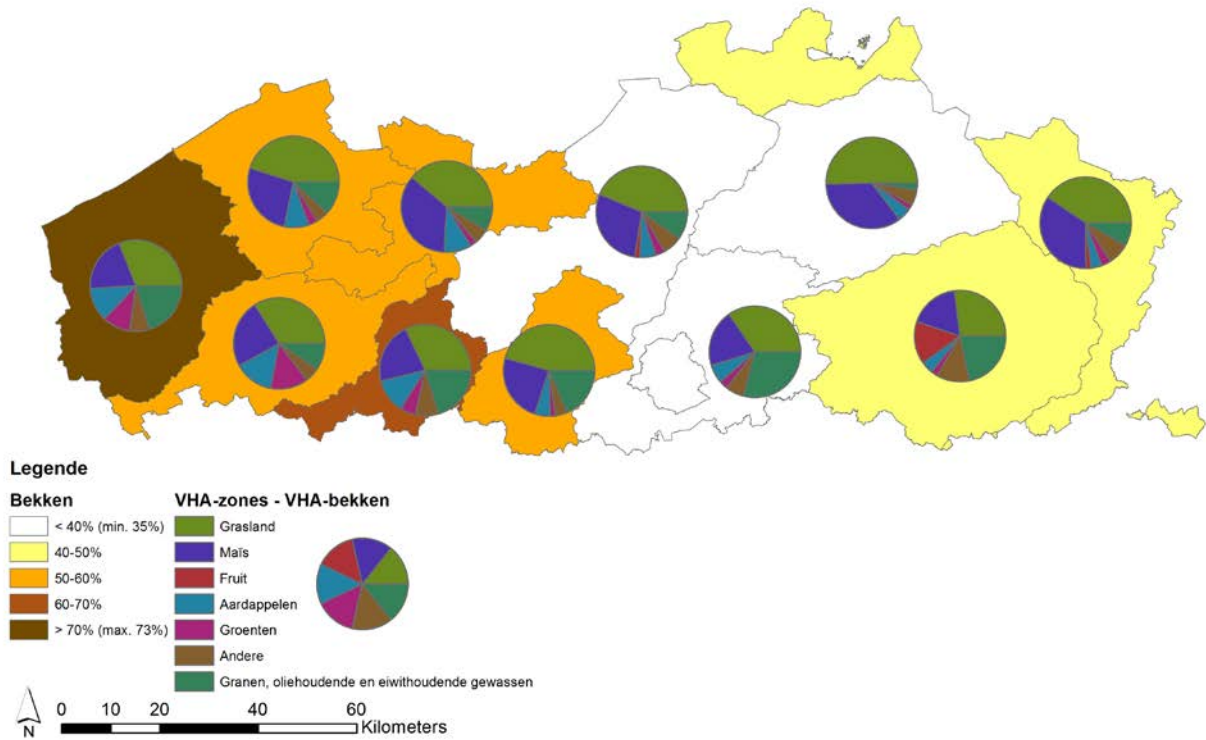 Legende
Bekken
< 40% (min. 35%)
40-50%
50-60%
60-70%
> 70% (max. 73%)
VHA-zones - VHA-bekken
Grasland
Maïs
Fruit
Aardappelen
Groenten
Andere
Granen, oliehoudende en eiwithoudende gewassen
N
0 10 20 40 60
Kilometers